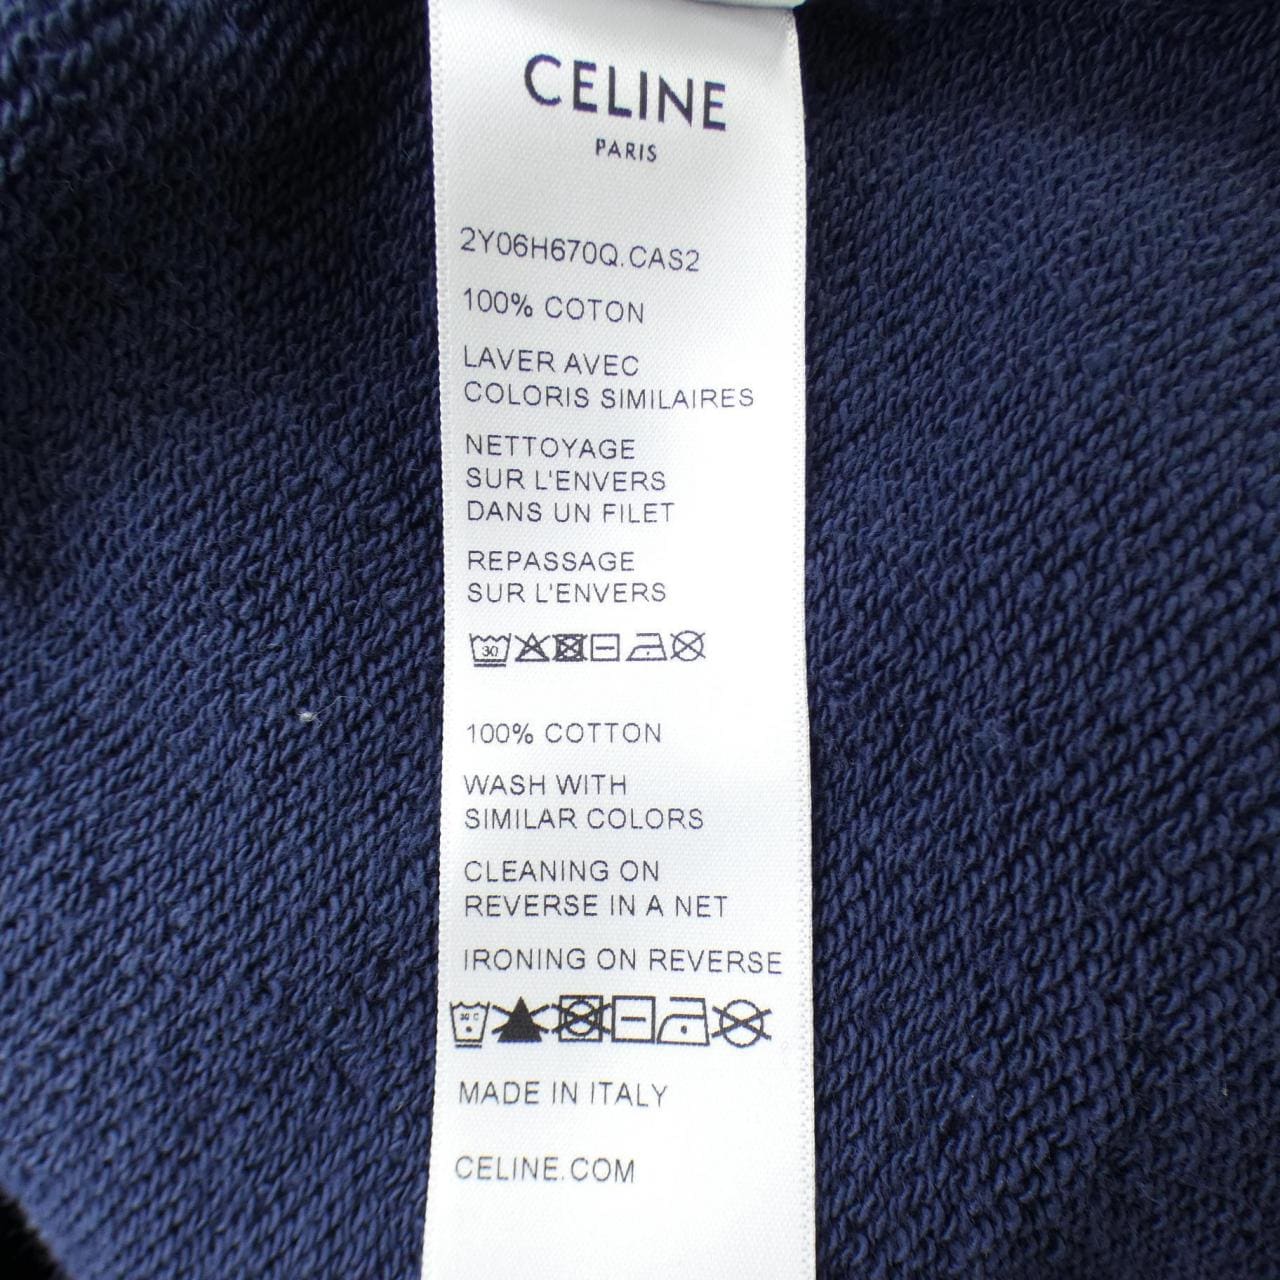 CELINE
PARIS
2Y06H670Q.CAS2
100% COTON
LAVER AVEC
COLORIS SIMILAIRES
NETTOYAGE
SUR L'ENVERS
DANS UN FILET
REPASSAGE
SUR L'ENVERS
30
100% COTTON
WASH WITH
SIMILAR COLORS
CLEANING ON
REVERSE IN A NET
IRONING ON REVERSE
30 C
MADE IN ITALY
CELINE.COM